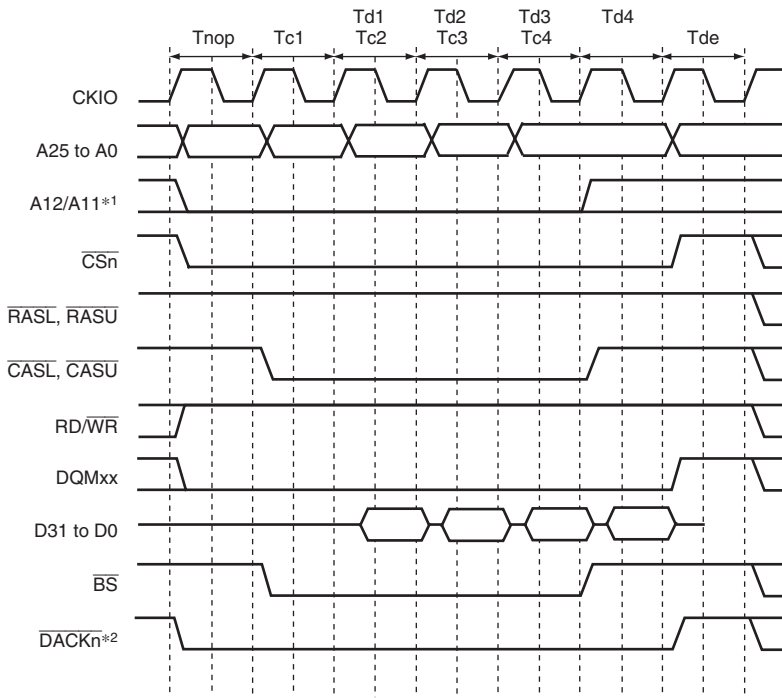 Td1 Td2 Td3 Td4
Tnop Tc1 Tc2 Tc3 Tc4 Tde
CKIO
A25 to A0
A12/A11*1
CSn
RASL, RASU
CASL, CASU
RD/WR
DQMxx
D31 to D0
BS
DACKn*2